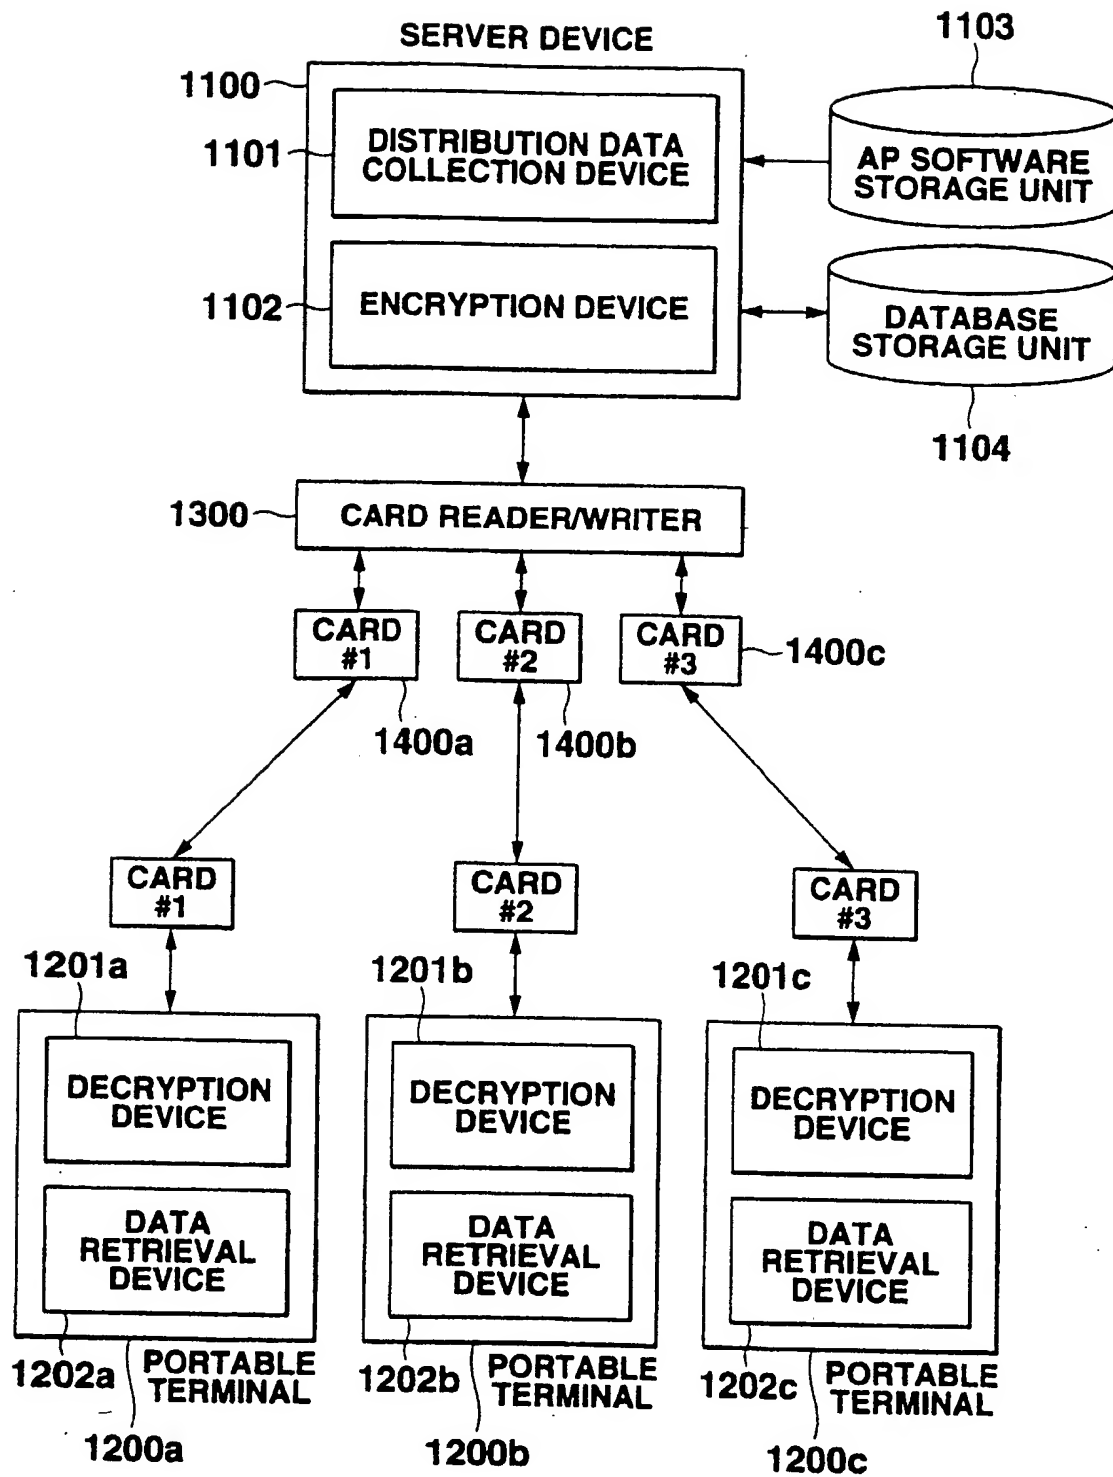 SERVER DEVICE
1103
1100
1101
DISTRIBUTION DATA
COLLECTION DEVICE
AP SOFTWARE
STORAGE UNIT
1102
ENCRYPTION DEVICE
DATABASE
STORAGE UNIT
1104
1300
CARD READER/WRITER
CARD
#1
CARD
#2
CARD
#3
1400c
1400a
1400b
CARD
#1
CARD
#2
CARD
#3
1201a
1201b
1201c
DECRYPTION
DEVICE
DECRYPTION
DEVICE
DECRYPTION
DEVICE
DATA
RETRIEVAL
DEVICE
DATA
RETRIEVAL
DEVICE
DATA
RETRIEVAL
DEVICE
1202a
PORTABLE
TERMINAL
1202b
PORTABLE
TERMINAL
1202c
PORTABLE
TERMINAL
1200a
1200b
1200c